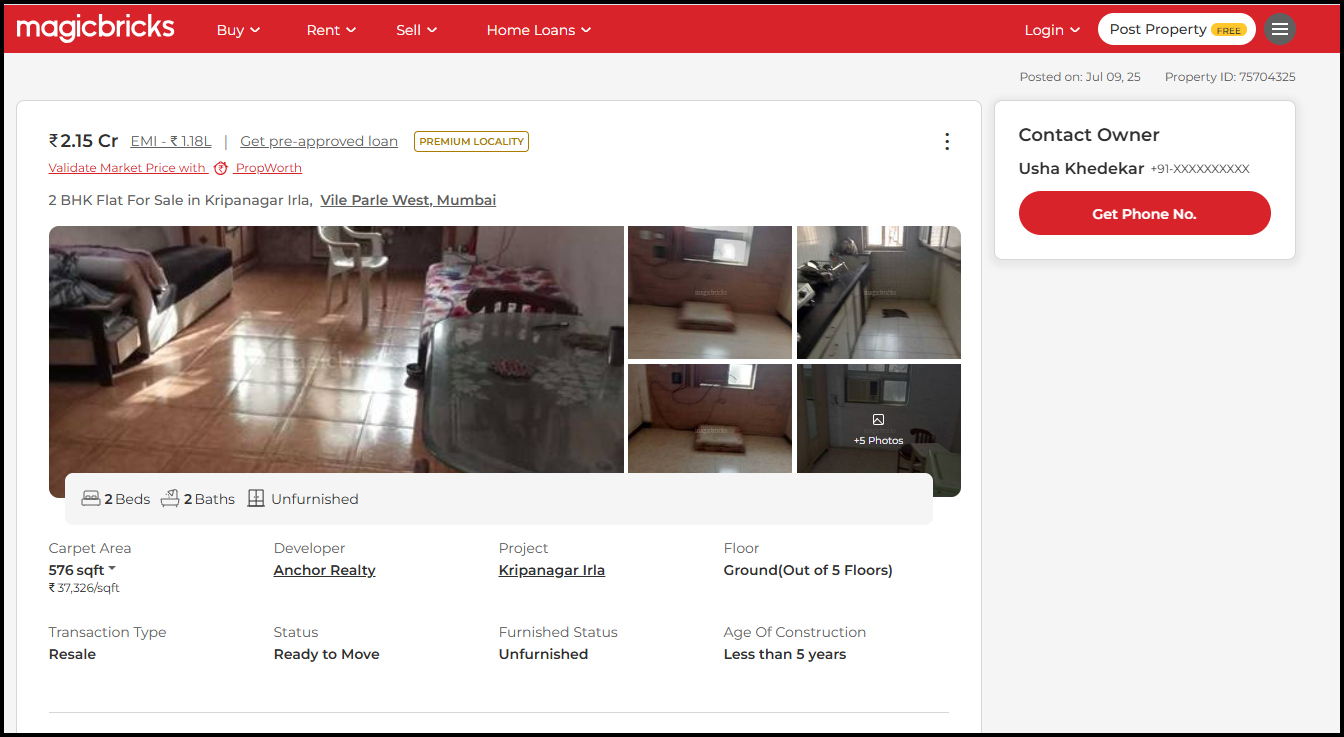 magicbricks
Buy
Rent
Sell
Home Loans
Login
Post Property FREE
Posted on: Jul 09, 25 Property ID: 75704325
₹2.15 Cr EMI - ₹ 1.18L | Get pre-approved loan PREMIUM LOCALITY
Validate Market Price with PropWorth
2 BHK Flat For Sale in Kripanagar Irla, Vile Parle West, Mumbai
Contact Owner
Usha Khedekar +91-XXXXXXXXXX
Get Phone No.
magicbricks
magicbricks
magicbricks
magicbricks
+5 Photos
2 Beds 2 Baths Unfurnished
Carpet Area
576 sqft
₹ 37,326/sqft
Developer
Anchor Realty
Project
Kripanagar Irla
Floor
Ground(Out of 5 Floors)
Transaction Type
Resale
Status
Ready to Move
Furnished Status
Unfurnished
Age Of Construction
Less than 5 years